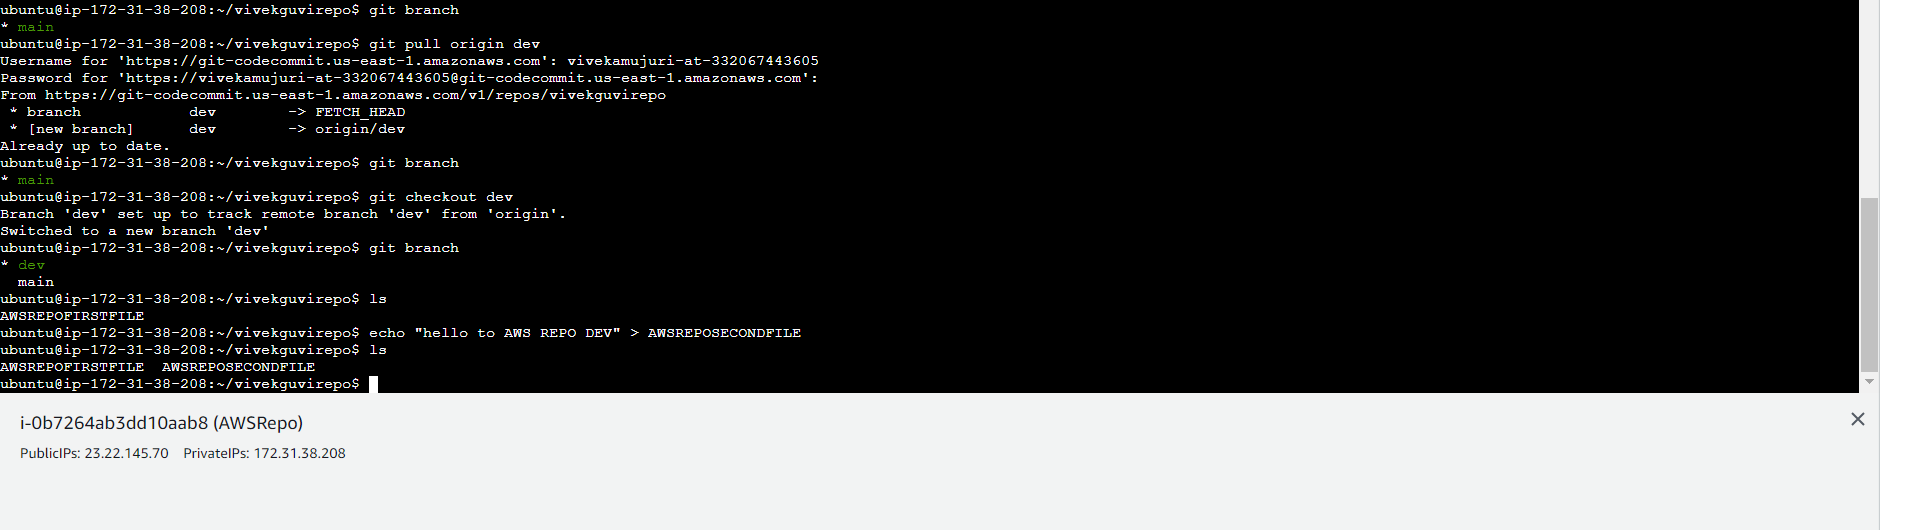 ubuntu@ip-172-31-38-208:~/vivekguvirepo$ git branch
* main
ubuntu@ip-172-31-38-208:~/vivekguvirepo$ git pull origin dev
Username for 'https://git-codecommit.us-east-1.amazonaws.com': vivekamujuri-at-332067443605
Password for 'https://vivekamujuri-at-332067443605@git-codecommit.us-east-1.amazonaws.com':
From https://git-codecommit.us-east-1.amazonaws.com/v1/repos/vivekguvirepo
 * branch            dev        -> FETCH_HEAD
 * [new branch]      dev        -> origin/dev
Already up to date.
ubuntu@ip-172-31-38-208:~/vivekguvirepo$ git branch
* main
ubuntu@ip-172-31-38-208:~/vivekguvirepo$ git checkout dev
Branch 'dev' set up to track remote branch 'dev' from 'origin'.
Switched to a new branch 'dev'
ubuntu@ip-172-31-38-208:~/vivekguvirepo$ git branch
* dev
  main
ubuntu@ip-172-31-38-208:~/vivekguvirepo$ ls
AWSREPOFIRSTFILE
ubuntu@ip-172-31-38-208:~/vivekguvirepo$ echo "hello to AWS REPO DEV" > AWSREPOSECONDFILE
ubuntu@ip-172-31-38-208:~/vivekguvirepo$ ls
AWSREPOFIRSTFILE  AWSREPOSECONDFILE
ubuntu@ip-172-31-38-208:~/vivekguvirepo$
i-0b7264ab3dd10aab8 (AWSRepo)
PublicIPs: 23.22.145.70    PrivateIPs: 172.31.38.208